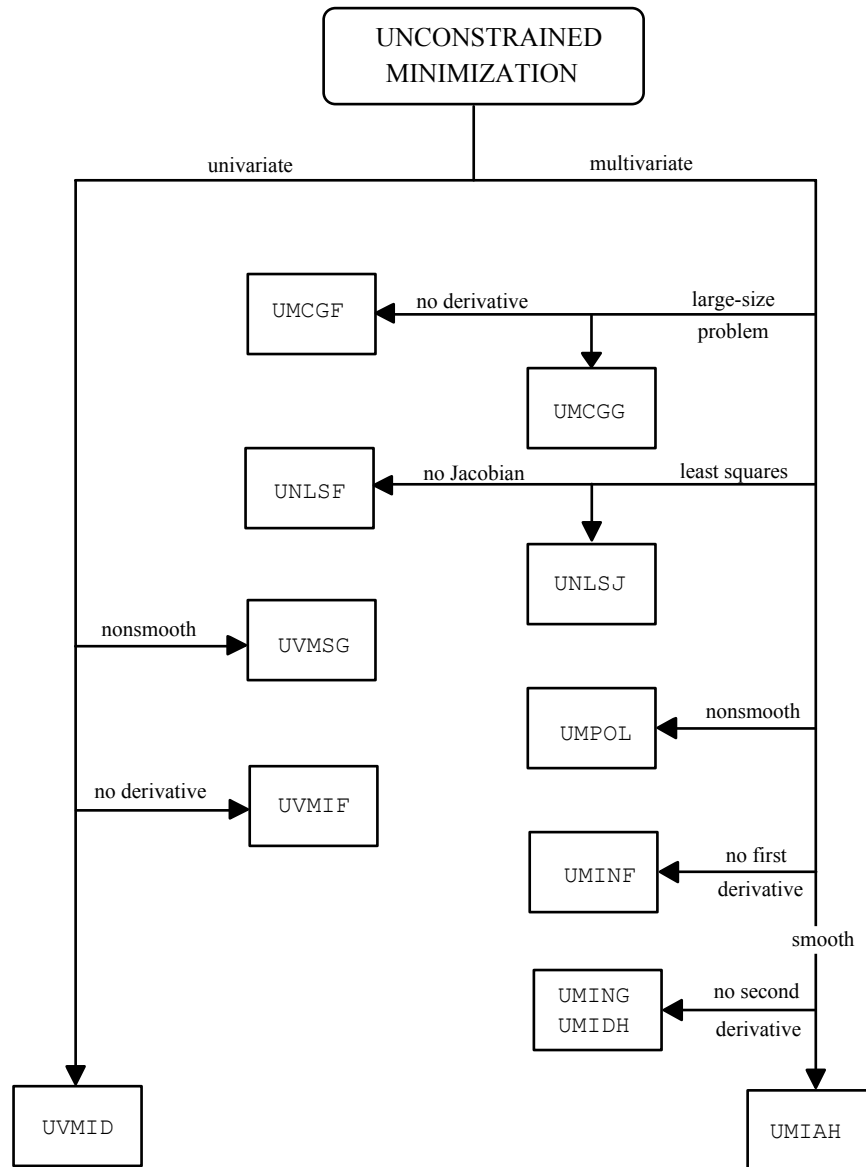 UNCONSTRAINED
MINIMIZATION
univariate
multivariate
UMCGF
no derivative
large-size
problem
UMCGG
UNLSF
no Jacobian
least squares
UNLSJ
nonsmooth
UVMSG
UMPOL
nonsmooth
no derivative
UVMIF
UMINF
no first
derivative
smooth
UMING
UMIDH
no second
derivative
UVMID
UMIAH